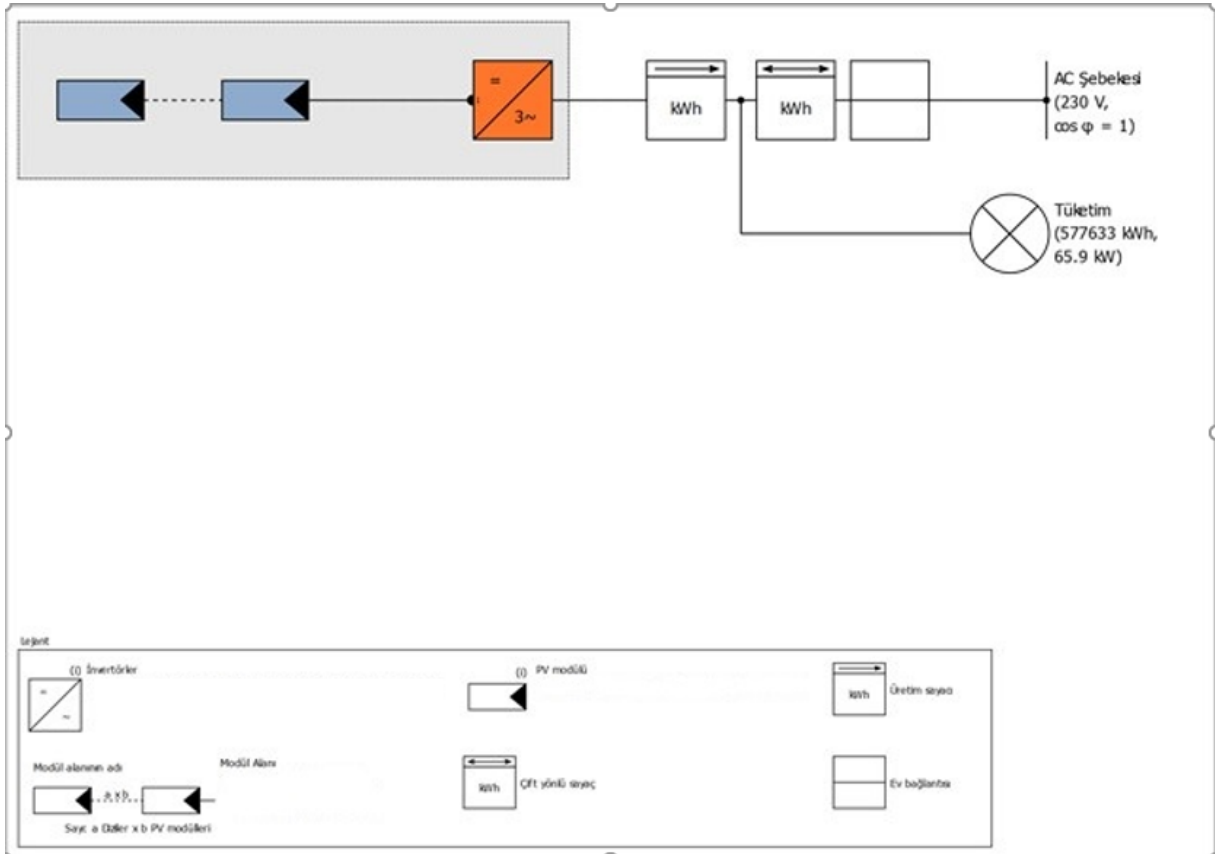 =
3~
kWh
kWh
AC Şebekesi
(230 V,
cos φ = 1)
Tüketim
(577633 kWh,
65.9 kW)
Lejant
(i) İnvertörler
=
~
(i) PV modülü
kWh
Üretim sayacı
Modül alanının adı
a x b
Sayı: a Diziler x b PV modülleri
Modül Alanı
kWh
Çift yönlü sayaç
Ev bağlantısı